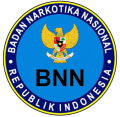 BADAN NARKOTIKA NASIONAL
BNN
REPUBLIK INDONESIA